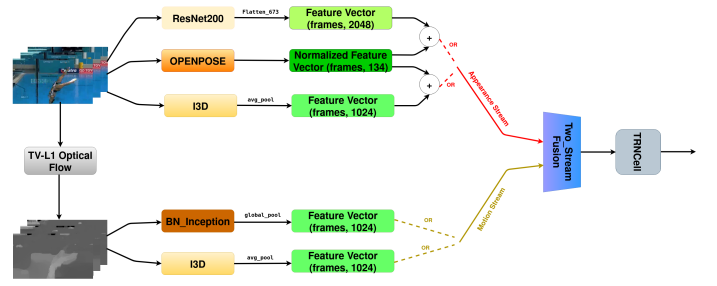 ResNet200
Flatten_673
Feature Vector
(frames, 2048)
+
OR
OPENPOSE
Normalized Feature
Vector (frames, 134)
+
OR
I3D
avg_pool
Feature Vector
(frames, 1024)
Appearance Stream
TV-L1 Optical
Flow
Two_Stream
Fusion
TRNCell
BN_Inception
global_pool
Feature Vector
(frames, 1024)
OR
Motion Stream
I3D
avg_pool
Feature Vector
(frames, 1024)
OR